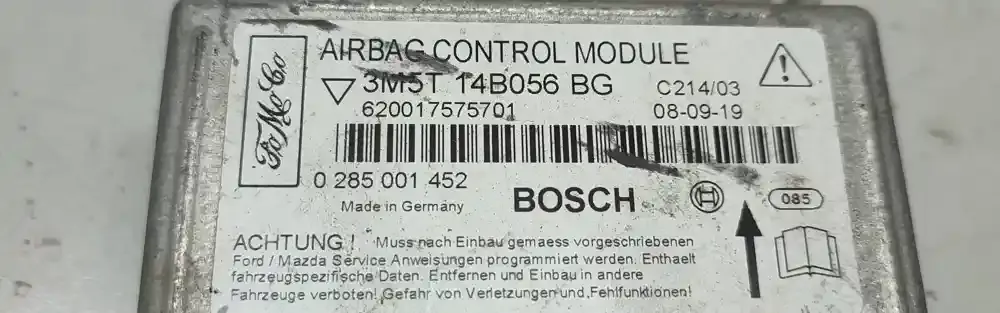 AIRBAG CONTROL MODULE
FoMoCo
3M5T 14B056 BG
C214/03
620017575701
08-09-19
0 285 001 452
Made in Germany
BOSCH
085
ACHTUNG! Muss nach Einbau gemaess vorgeschriebenen
Ford / Mazda Service Anweisungen programmiert werden. Enthaelt
fahrzeugspezifische Daten. Entfernen und Einbau in andere
Fahrzeuge verboten! Gefahr von Verletzungen und Fehlfunktionen!